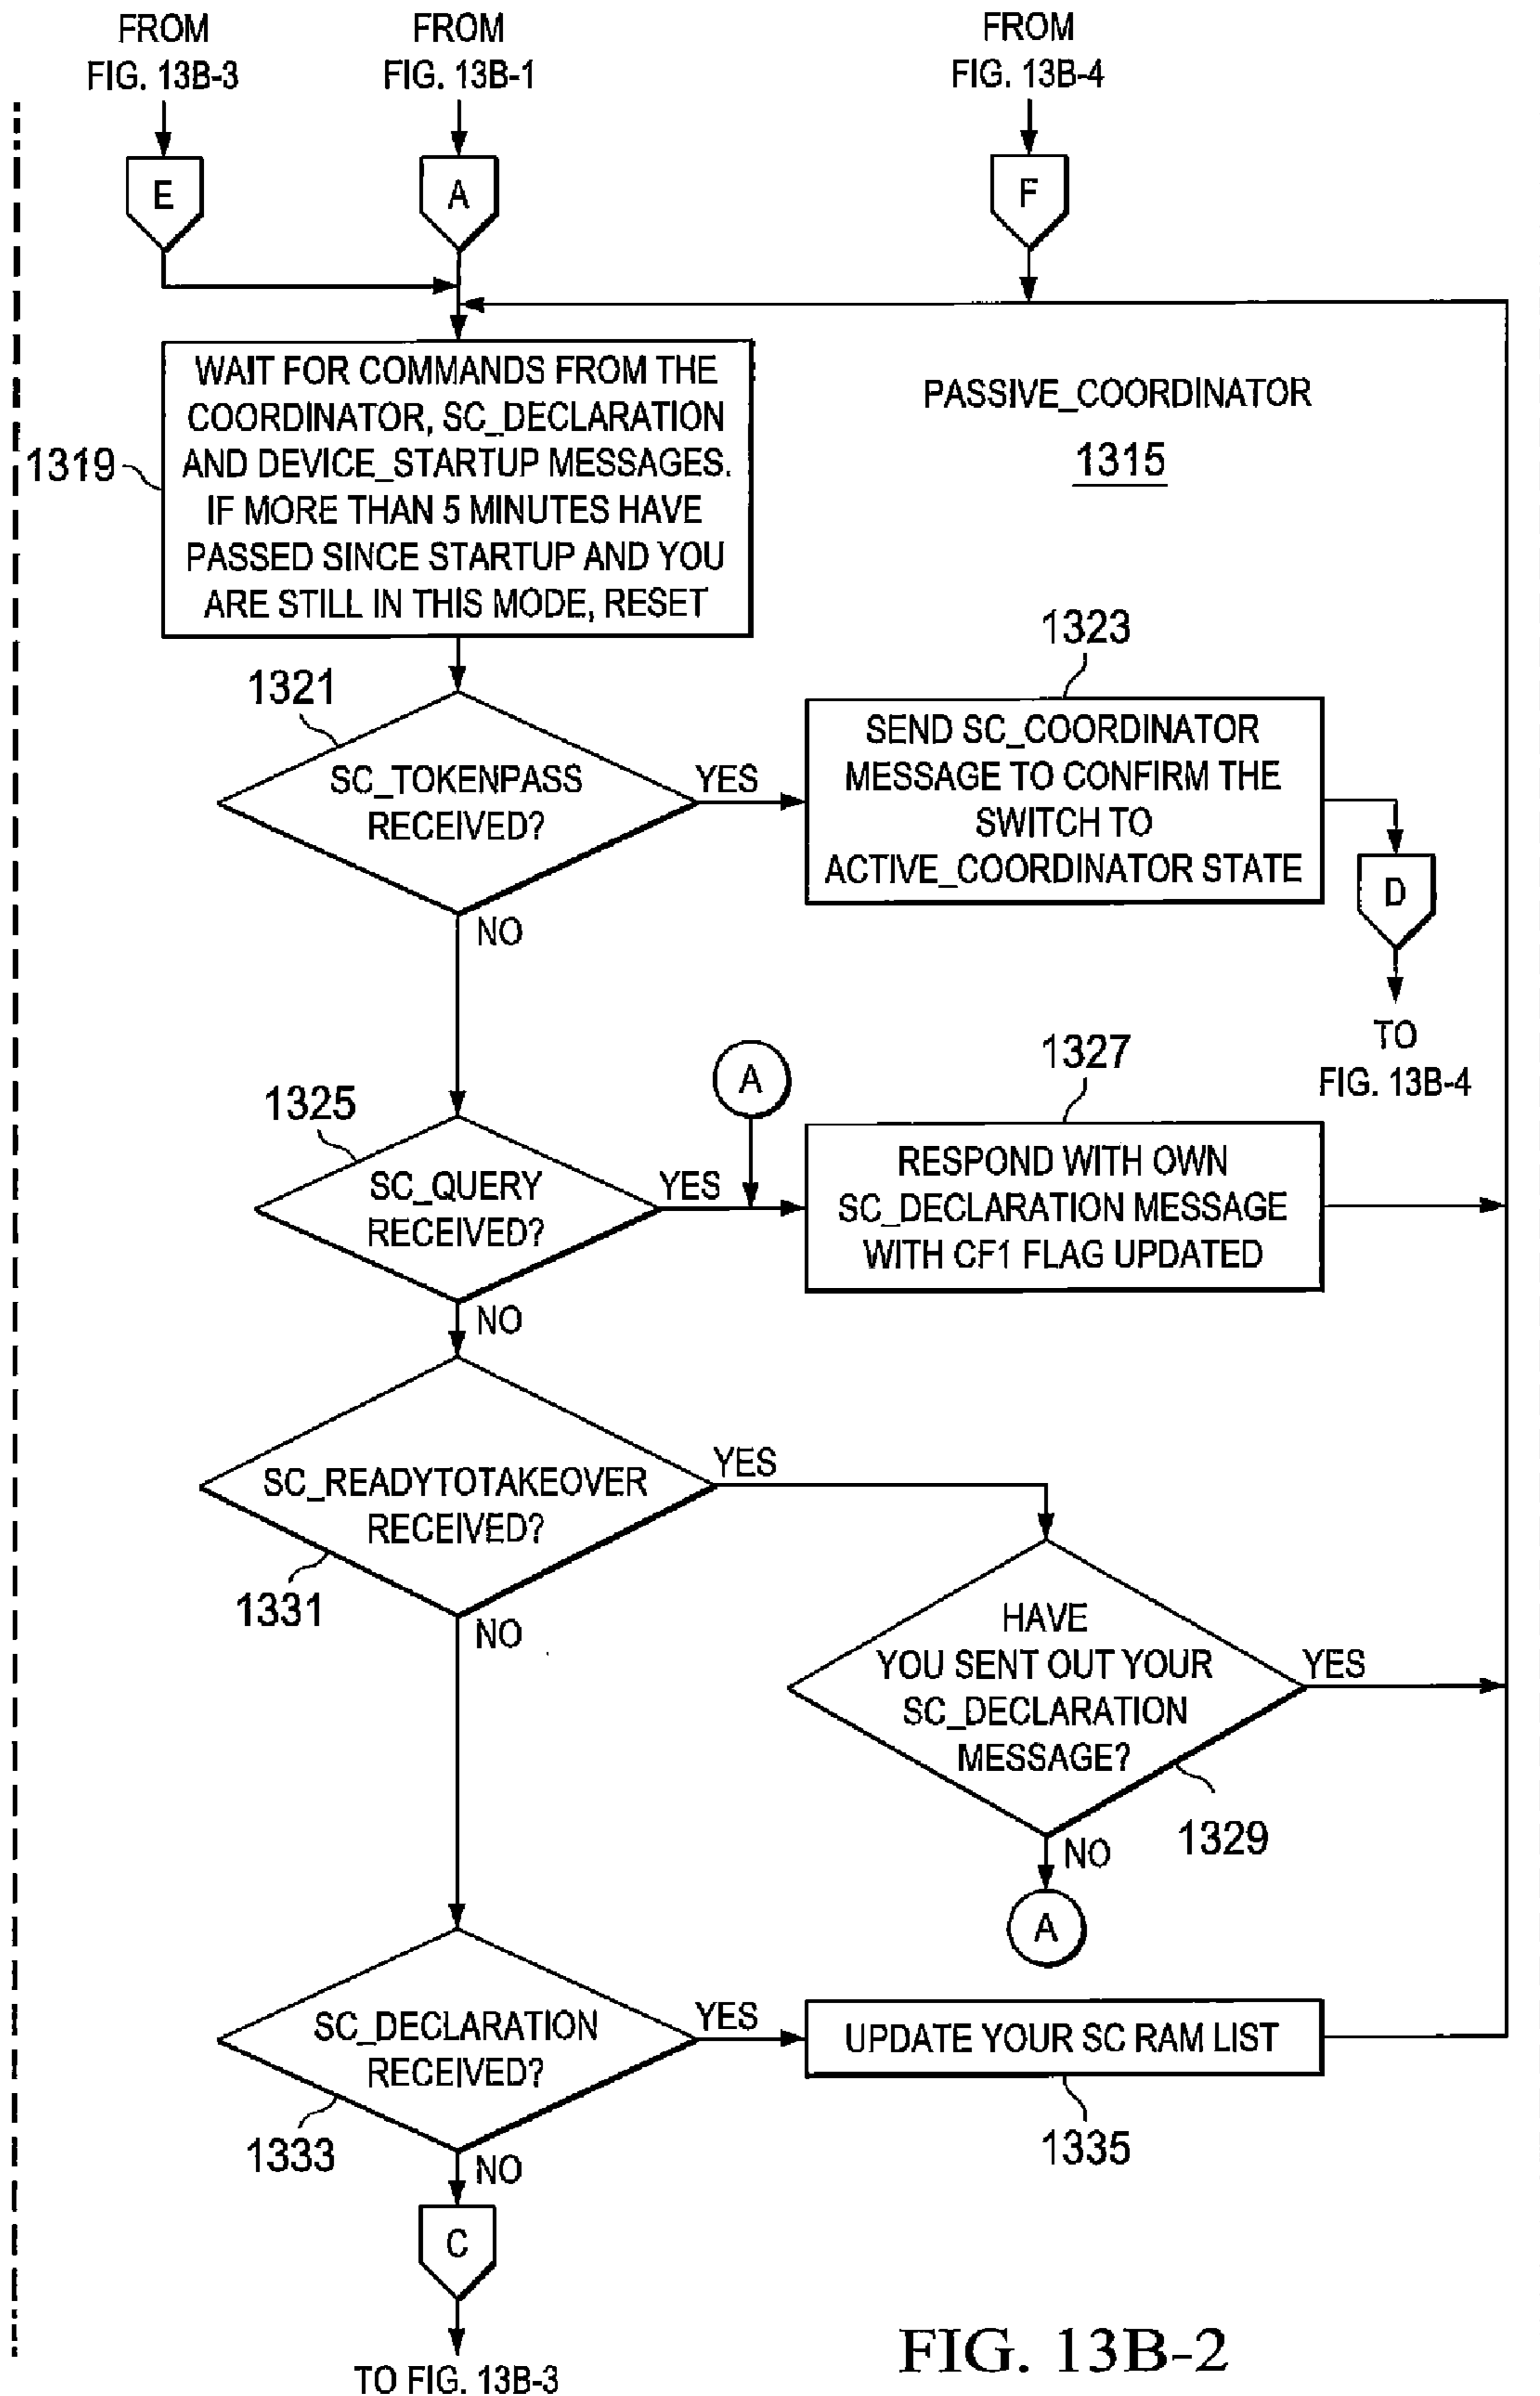 FROM
FIG. 13B-3
FROM
FIG. 13B-1
FROM
FIG. 13B-4
E
A
F
WAIT FOR COMMANDS FROM THE
COORDINATOR, SC_DECLARATION
AND DEVICE_STARTUP MESSAGES.
IF MORE THAN 5 MINUTES HAVE
PASSED SINCE STARTUP AND YOU
ARE STILL IN THIS MODE, RESET
1319
PASSIVE_COORDINATOR
1315
1321
SC_TOKENPASS
RECEIVED?
YES
NO
1323
SEND SC_COORDINATOR
MESSAGE TO CONFIRM THE
SWITCH TO
ACTIVE_COORDINATOR STATE
D
TO
FIG. 13B-4
1325
SC_QUERY
RECEIVED?
YES
NO
A
1327
RESPOND WITH OWN
SC_DECLARATION MESSAGE
WITH CF1 FLAG UPDATED
SC_READYTOTAKEOVER
RECEIVED?
YES
1331
NO
HAVE
YOU SENT OUT YOUR
SC_DECLARATION
MESSAGE?
YES
1329
NO
A
SC_DECLARATION
RECEIVED?
YES
1333
NO
UPDATE YOUR SC RAM LIST
1335
C
TO FIG. 13B-3
FIG. 13B-2